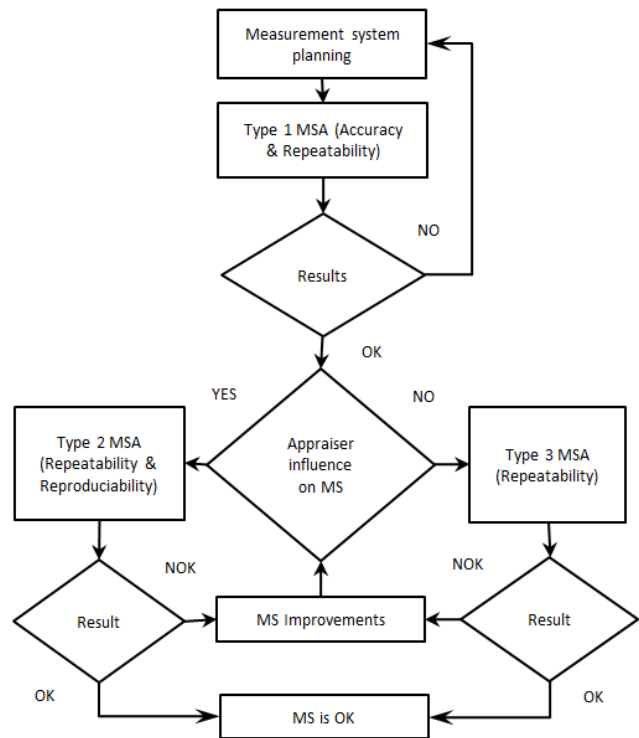 Measurement system
planning
Type 1 MSA (Accuracy
& Repeatability)
NO
Results
OK
YES
NO
Type 2 MSA
(Repeatability &
Reproduciability)
Appraiser
influence
on MS
Type 3 MSA
(Repeatability)
NOK
NOK
Result
MS Improvements
Result
OK
OK
MS is OK